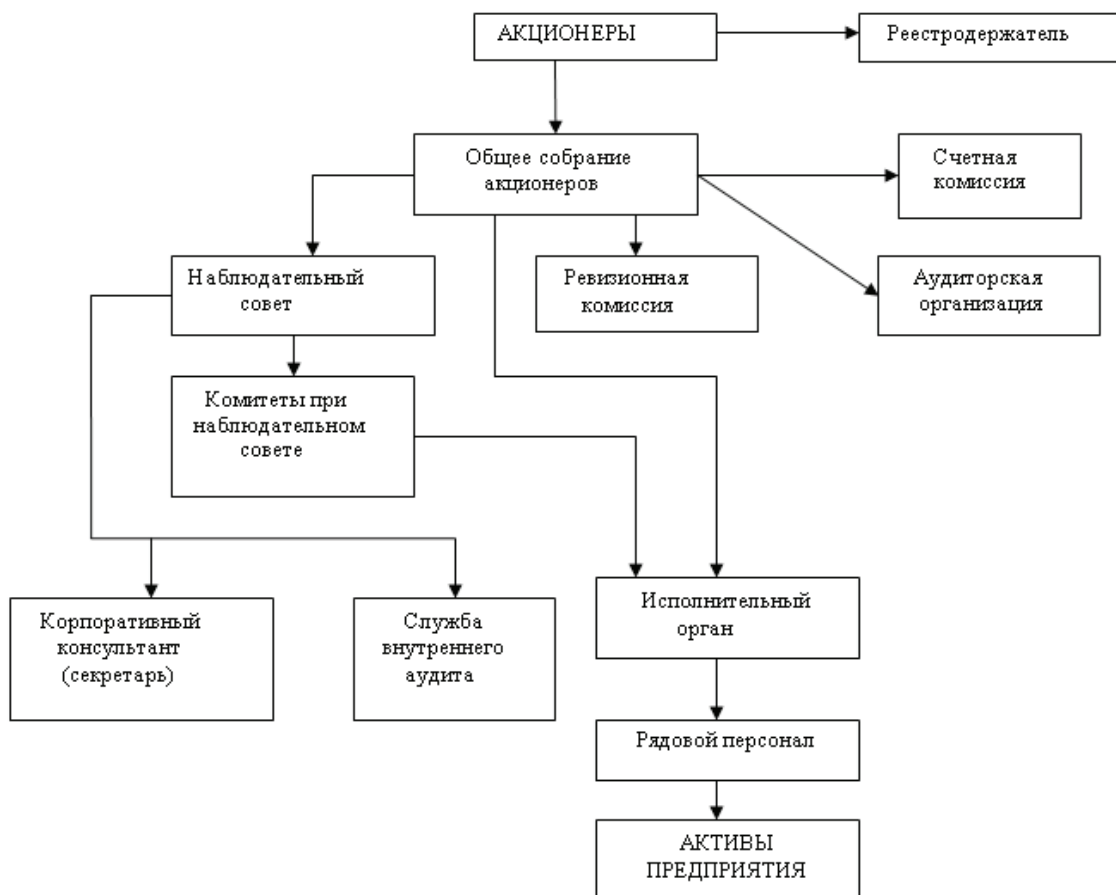 АКЦИОНЕРЫ
Реестродержатель
Общее собрание
акционеров
Счетная
комиссия
Наблюдательный
совет
Ревизионная
комиссия
Аудиторская
организация
Комитеты при
наблюдательном
совете
Корпоративный
консультант
(секретарь)
Служба
внутреннего
аудита
Исполнительный
орган
Рядовой персонал
АКТИВЫ
ПРЕДПРИЯТИЯ